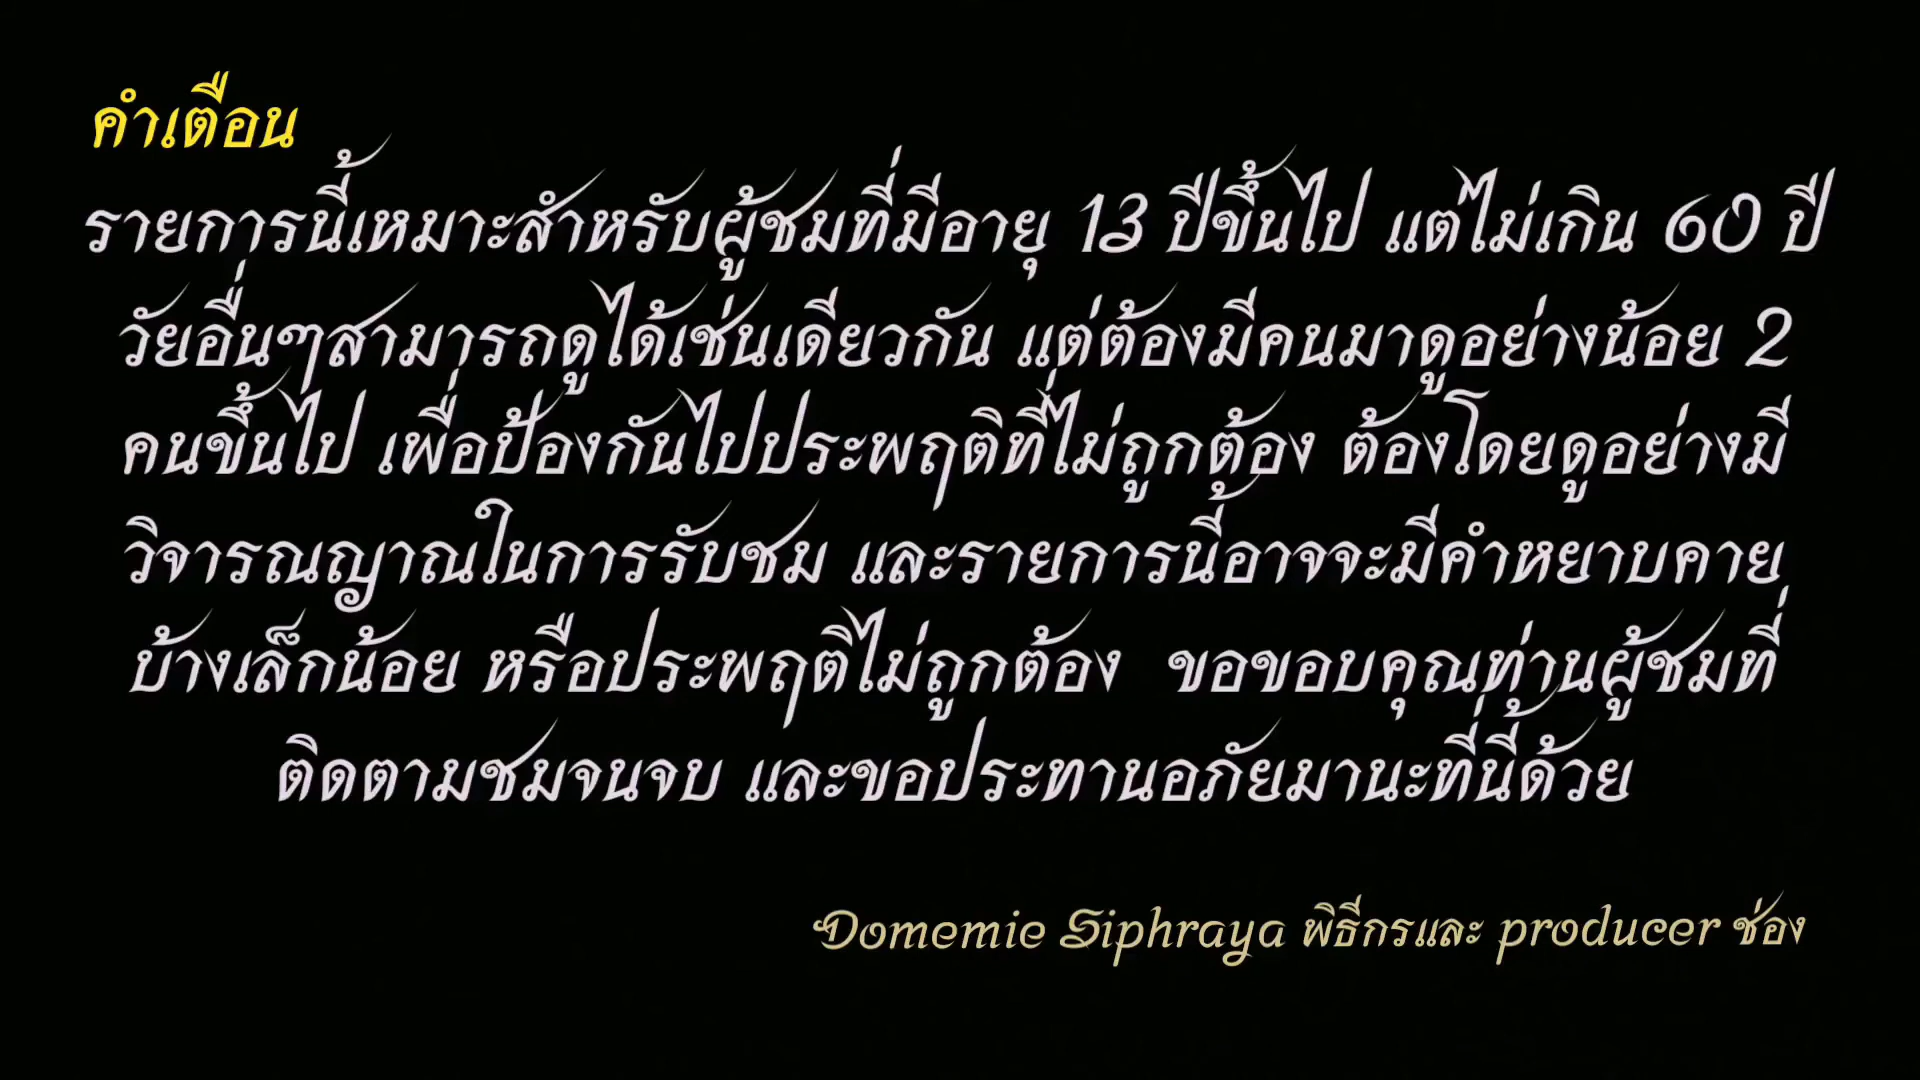 คำเตือน
รายการนี้เหมาะสำหรับผู้ชมที่มีอายุ 13 ปีขึ้นไป แต่ไม่เกิน 60 ปี
วัยอื่นๆสามารถดูได้เช่นเดียวกัน แต่ต้องมีคนมาดูอย่างน้อย 2
คนขึ้นไป เพื่อป้องกันไปประพฤติที่ไม่ถูกต้อง ต้องโดยดูอย่างมี
วิจารณญาณในการรับชม และรายการนี้อาจจะมีคำหยาบคาย
บ้างเล็กน้อย หรือประพฤติไม่ถูกต้อง ขอขอบคุณท่านผู้ชมที่
ติดตามชมจนจบ และขอประทานอภัยมานะที่นี้ด้วย
Domemie Siphraya พิธีกรและ producer ช่อง